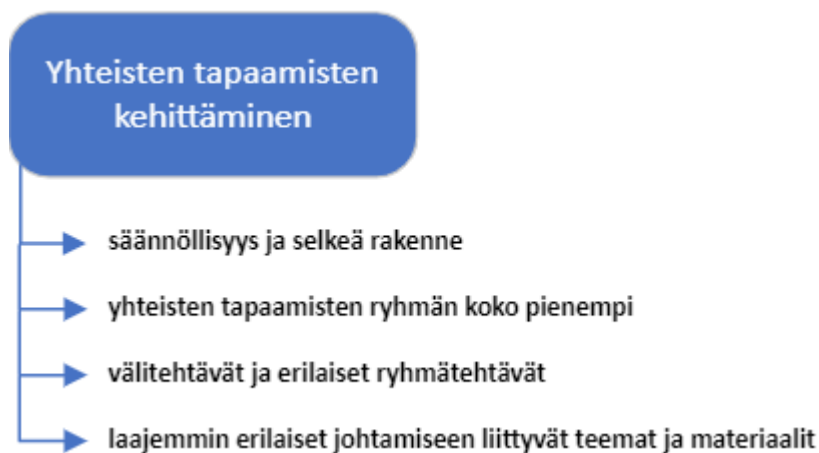 Yhteisten tapaamisten
kehittäminen
säännöllisyys ja selkeä rakenne
yhteisten tapaamisten ryhmän koko pienempi
välitehtävät ja erilaiset ryhmätehtävät
laajemmin erilaiset johtamiseen liittyvät teemat ja materiaalit